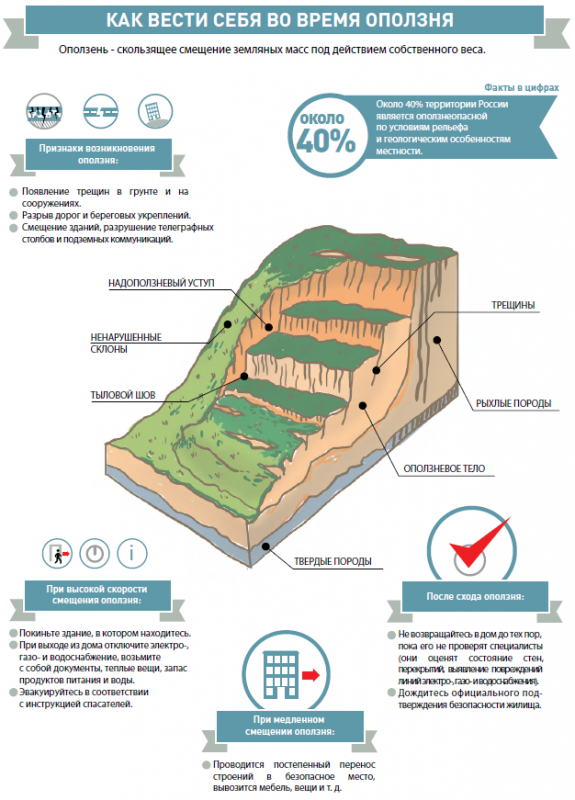 КАК ВЕСТИ СЕБЯ ВО ВРЕМЯ ОПОЛЗНЯ
Оползень - скользящее смещение земляных масс под действием собственного веса.
Факты в цифрах
около
40%
Около 40% территории России
является оползнеопасной
по условиям рельефа
и геологическим особенностям
местности.
Признаки возникновения
оползня:
Появление трещин в грунте и на
сооружениях.
Разрыв дорог и береговых укреплений.
Смещение зданий, разрушение телеграфных
столбов и подземных коммуникаций.
НАДОПОЛЗНЕВЫЙ УСТУП
НЕНАРУШЕННЫЕ
СКЛОНЫ
ТЫЛОВОЙ ШОВ
ТРЕЩИНЫ
РЫХЛЫЕ ПОРОДЫ
ОПОЛЗНЕВОЕ ТЕЛО
ТВЕРДЫЕ ПОРОДЫ
i
При высокой скорости
смещения оползня:
Покиньте здание, в котором находитесь.
При выходе из дома отключите электро-,
газо- и водоснабжение, возьмите
с собой документы, теплые вещи, запас
продуктов питания и воды.
Эвакуируйтесь в соответствии
с инструкцией спасателей.
При медленном
смещении оползня:
Проводится постепенный перенос
строений в безопасное место,
вывозится мебель, вещи и т. д.
После схода оползня:
Не возвращайтесь в дом до тех пор,
пока его не проверят специалисты
(они оценят состояние стен,
перекрытий, выявление повреждений
линий электро-, газо- и водоснабжения).
Дождитесь официального под-
тверждения безопасности жилища.